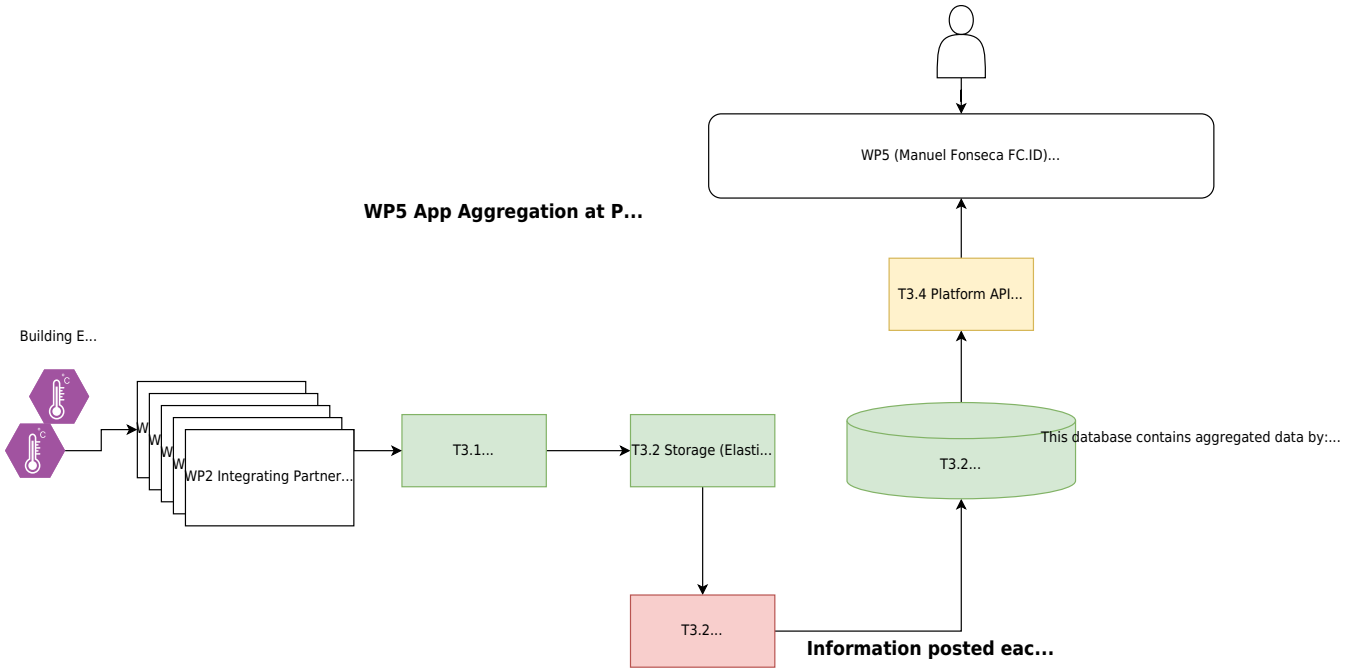 WP5 (Manuel Fonseca FC.ID)...
WP5 App Aggregation at P...
T3.4 Platform API...
Building E...
°C
°C
W
W
W
W
WP2 Integrating Partner...
T3.1...
T3.2 Storage (Elasti...
This database contains aggregated data by:...
T3.2...
T3.2...
Information posted eac...